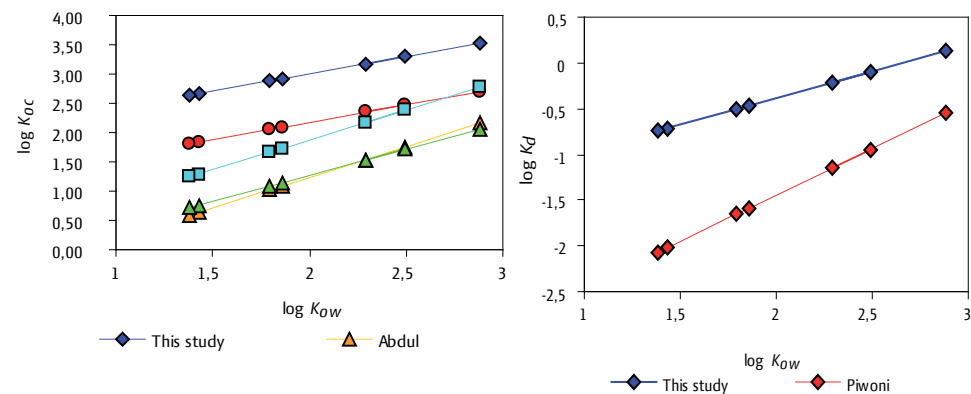 4,00
3,50
3,00
2,50
2,00
1,50
1,00
0,50
0,00
log Koc
1 1,5 2 2,5 3
log Kow
This study Abdul
0,5
0
-0,5
-1
-1,5
-2
-2,5
log Kd
1 1,5 2 2,5 3
log Kow
This study Piwoni